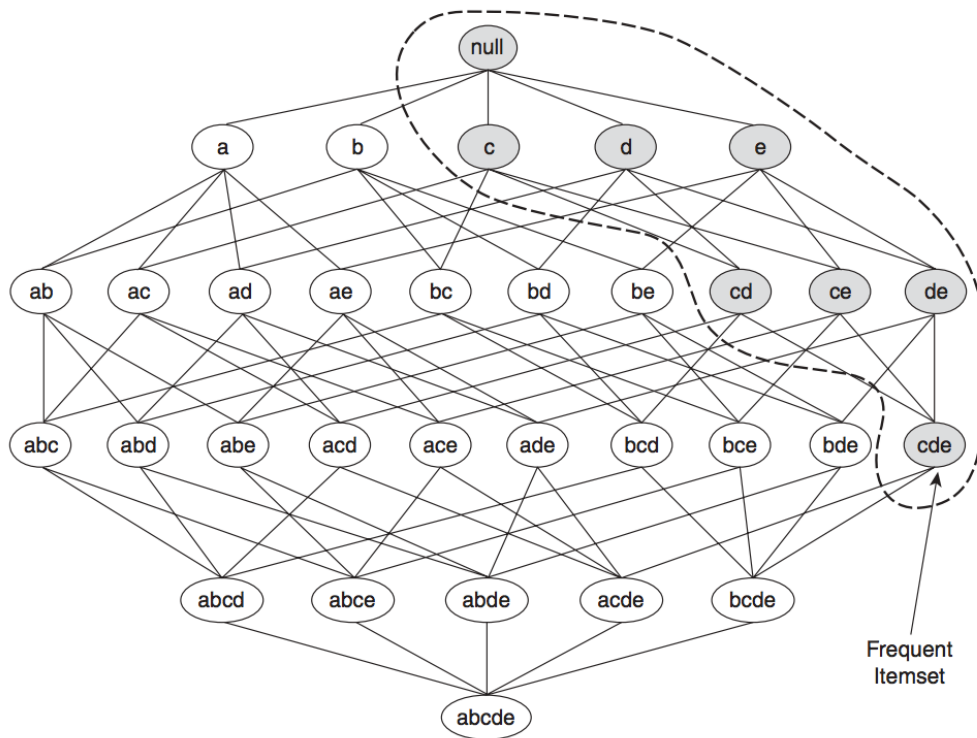 null
a b c d e
ab ac ad ae bc bd be cd ce de
abc abd abe acd ace ade bcd bce bde cde
abcd abce abde acde bcde
Frequent
Itemset
abcde